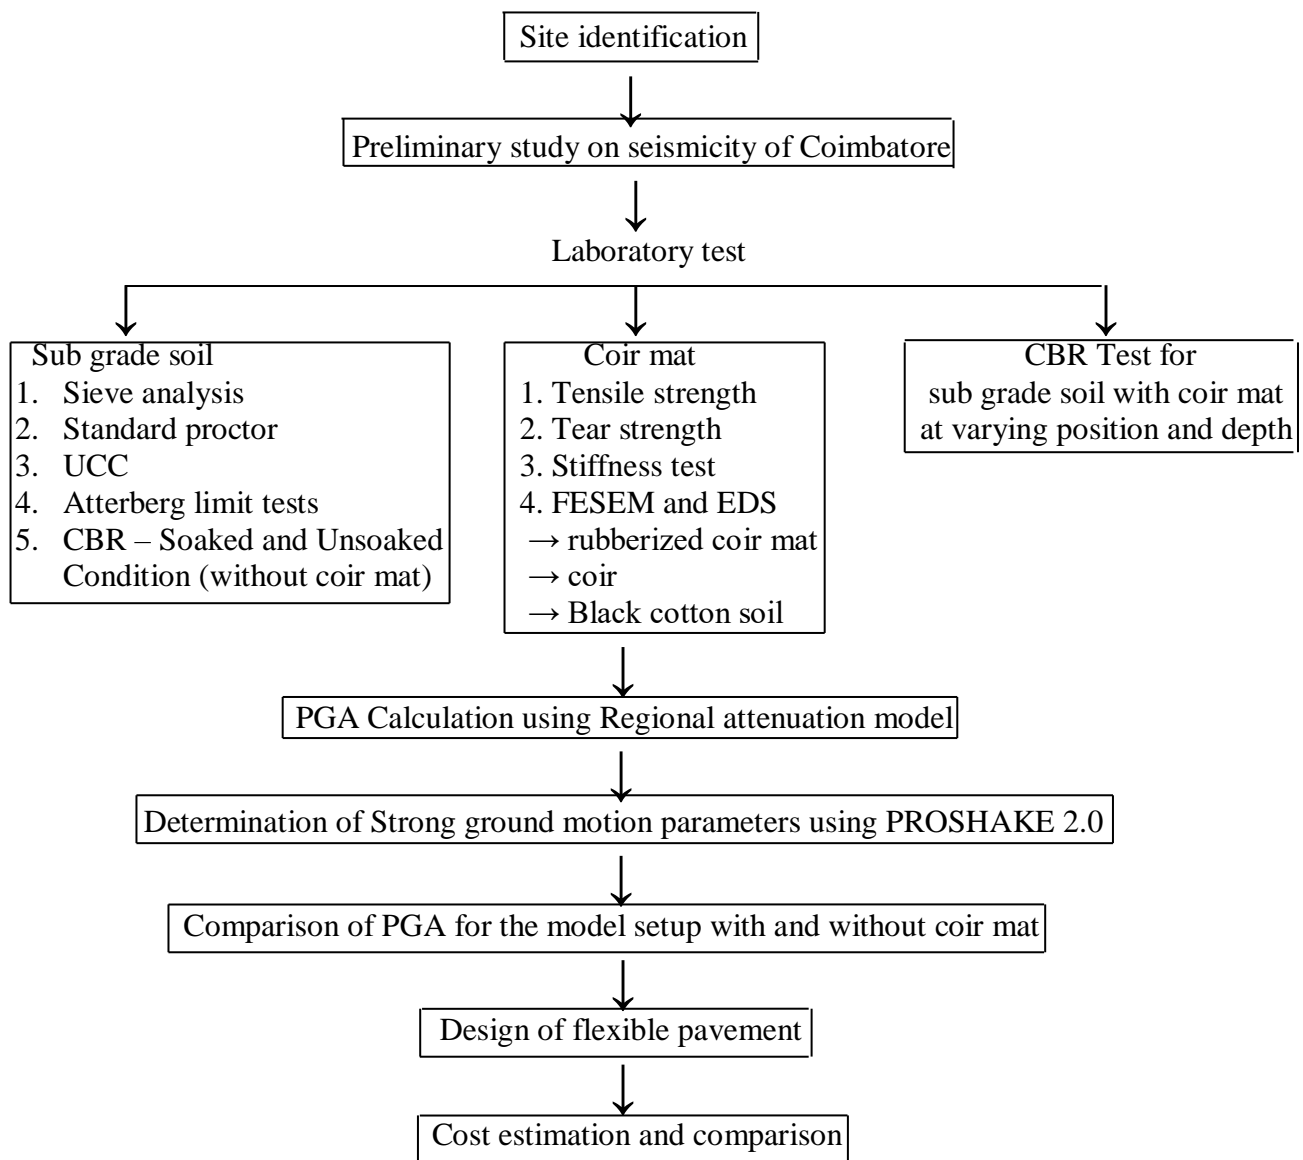 Site identification
Preliminary study on seismicity of Coimbatore
Laboratory test
Sub grade soil
1. Sieve analysis
2. Standard proctor
3. UCC
4. Atterberg limit tests
5. CBR – Soaked and Unsoaked
Condition (without coir mat)
Coir mat
1. Tensile strength
2. Tear strength
3. Stiffness test
4. FESEM and EDS
→ rubberized coir mat
→ coir
→ Black cotton soil
CBR Test for
sub grade soil with coir mat
at varying position and depth
PGA Calculation using Regional attenuation model
Determination of Strong ground motion parameters using PROSHAKE 2.0
Comparison of PGA for the model setup with and without coir mat
Design of flexible pavement
Cost estimation and comparison